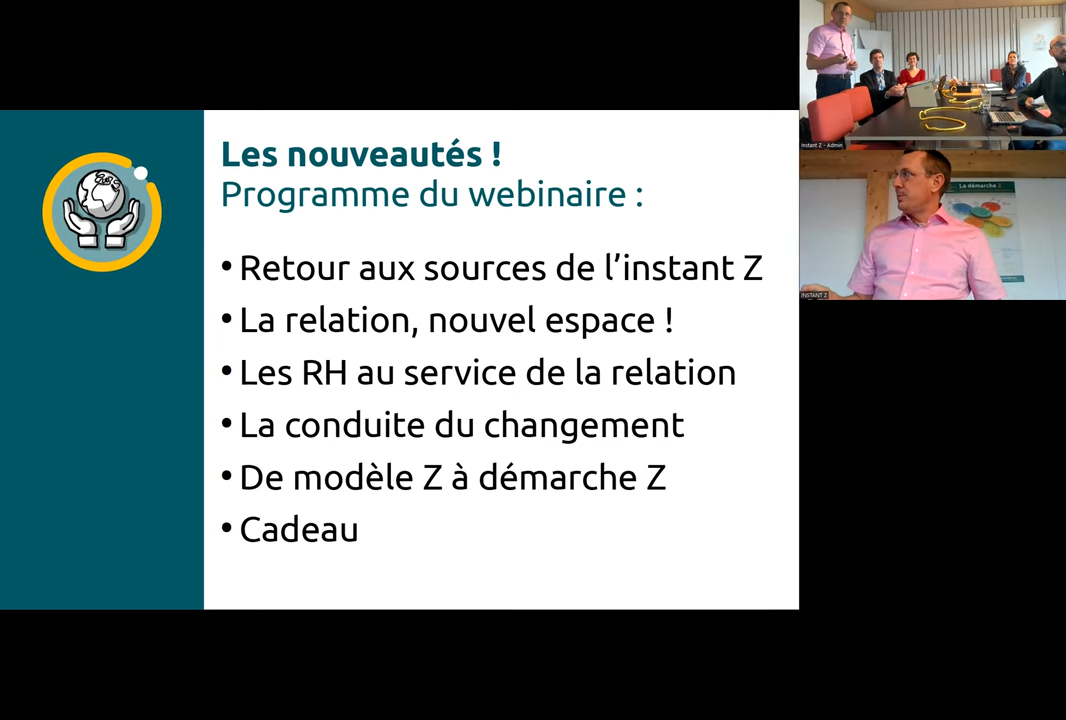 Les nouveautés !
Programme du webinaire :
• Retour aux sources de l’instant Z
• La relation, nouvel espace !
• Les RH au service de la relation
• La conduite du changement
• De modèle Z à démarche Z
• Cadeau
Instant Z - Admin
La démarche Z
INSTANT Z